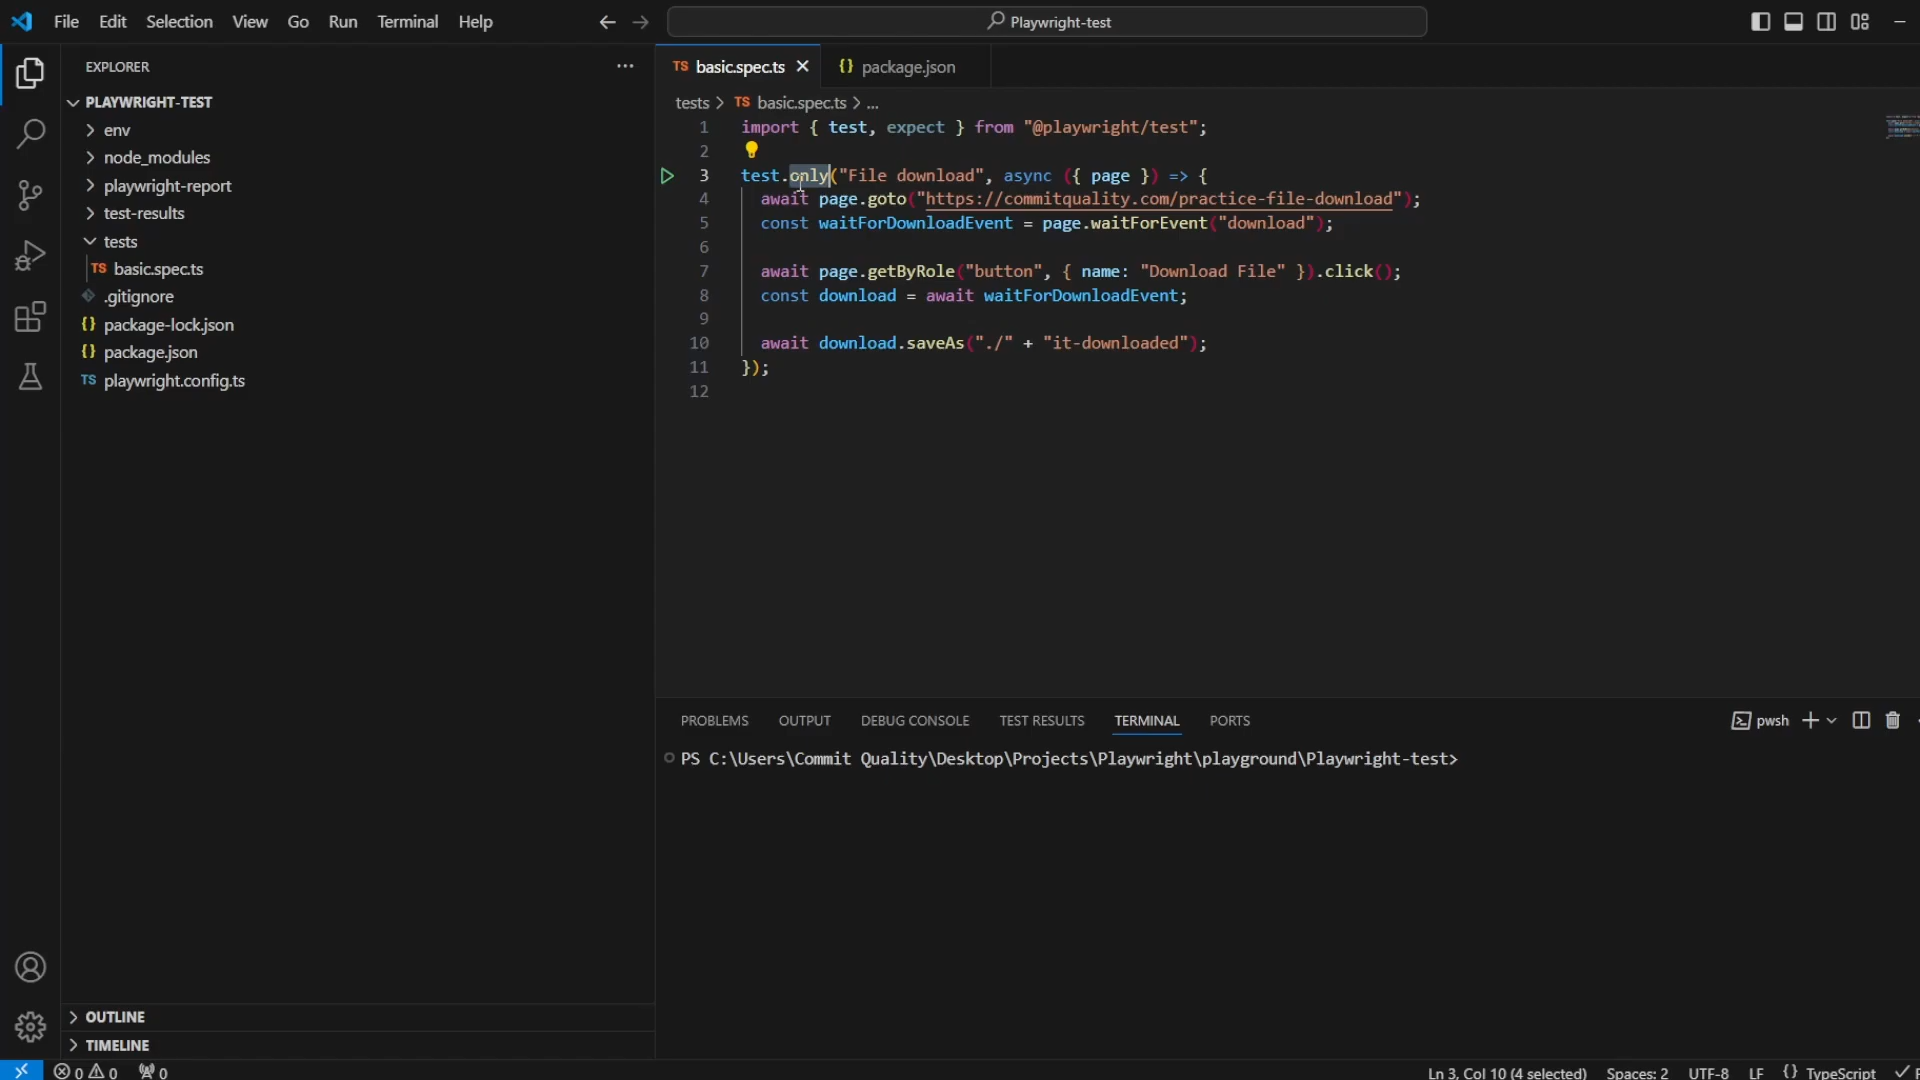 File Edit Selection View Go Run Terminal Help
Playwright-test
EXPLORER
PLAYWRIGHT-TEST
env
node_modules
playwright-report
test-results
tests
TS basic.spec.ts
.gitignore
{} package-lock.json
{} package.json
TS playwright.config.ts
OUTLINE
TIMELINE
TS basic.spec.ts
{} package.json
tests > TS basic.spec.ts > ...
1 import { test, expect } from "@playwright/test";
2
3 test.only("File download", async ({ page }) => {
4 await page.goto("https://commitquality.com/practice-file-download");
5 const waitForDownloadEvent = page.waitForEvent("download");
6
7 await page.getByRole("button", { name: "Download File" }).click();
8 const download = await waitForDownloadEvent;
9
10 await download.saveAs("./" + "it-downloaded");
11 });
12
PROBLEMS OUTPUT DEBUG CONSOLE TEST RESULTS TERMINAL PORTS
pwsh
PS C:\Users\Commit Quality\Desktop\Projects\Playwright\playground\Playwright-test>
0 0 0
Ln 3, Col 10 (4 selected) Spaces: 2 UTF-8 LF {} TypeScript